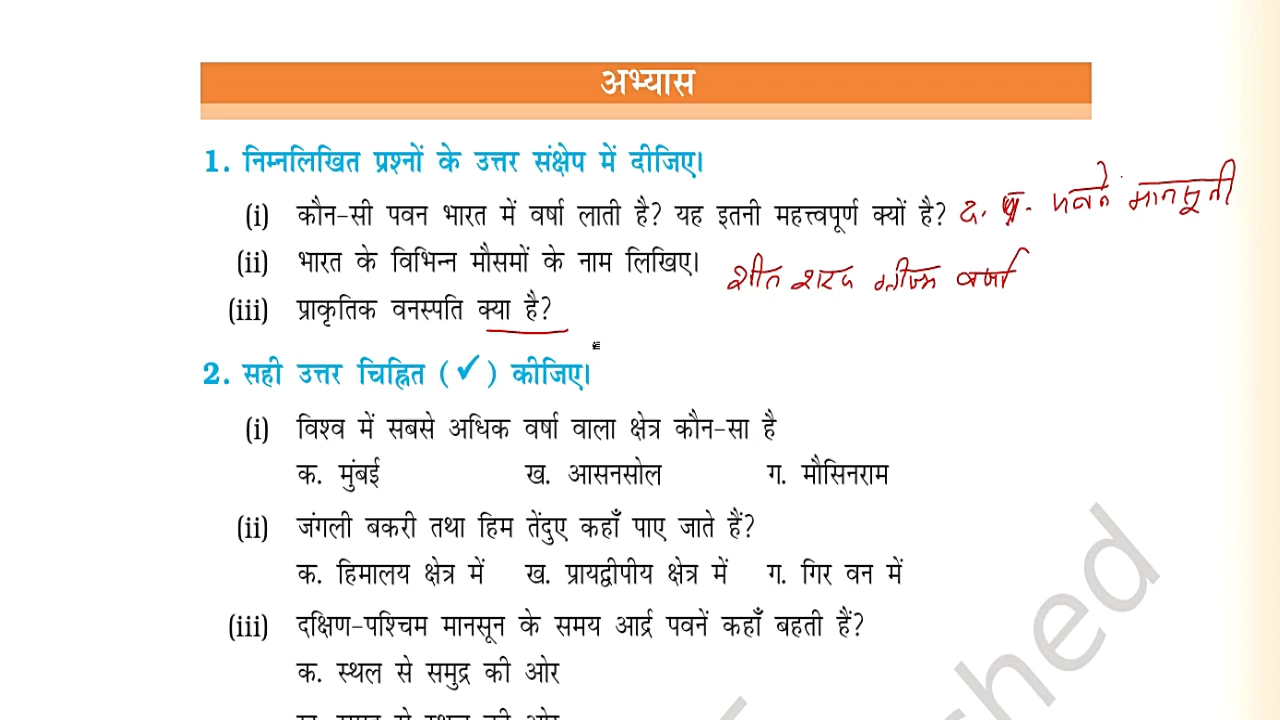 अभ्यास
1. निम्नलिखित प्रश्नों के उत्तर संक्षेप में दीजिए।
(i) कौन-सी पवन भारत में वर्षा लाती है? यह इतनी महत्त्वपूर्ण क्यों है? द. प. पवनें मानसूनी
(ii) भारत के विभिन्न मौसमों के नाम लिखिए। शीत शरद ग्रीष्म वर्षा
(iii) प्राकृतिक वनस्पति क्या है?
2. सही उत्तर चिह्नित (✓) कीजिए।
(i) विश्व में सबसे अधिक वर्षा वाला क्षेत्र कौन-सा है
क. मुंबई ख. आसनसोल ग. मौसिनराम
(ii) जंगली बकरी तथा हिम तेंदुए कहाँ पाए जाते हैं?
क. हिमालय क्षेत्र में ख. प्रायद्वीपीय क्षेत्र में ग. गिर वन में
(iii) दक्षिण-पश्चिम मानसून के समय आर्द्र पवनें कहाँ बहती हैं?
क. स्थल से समुद्र की ओर